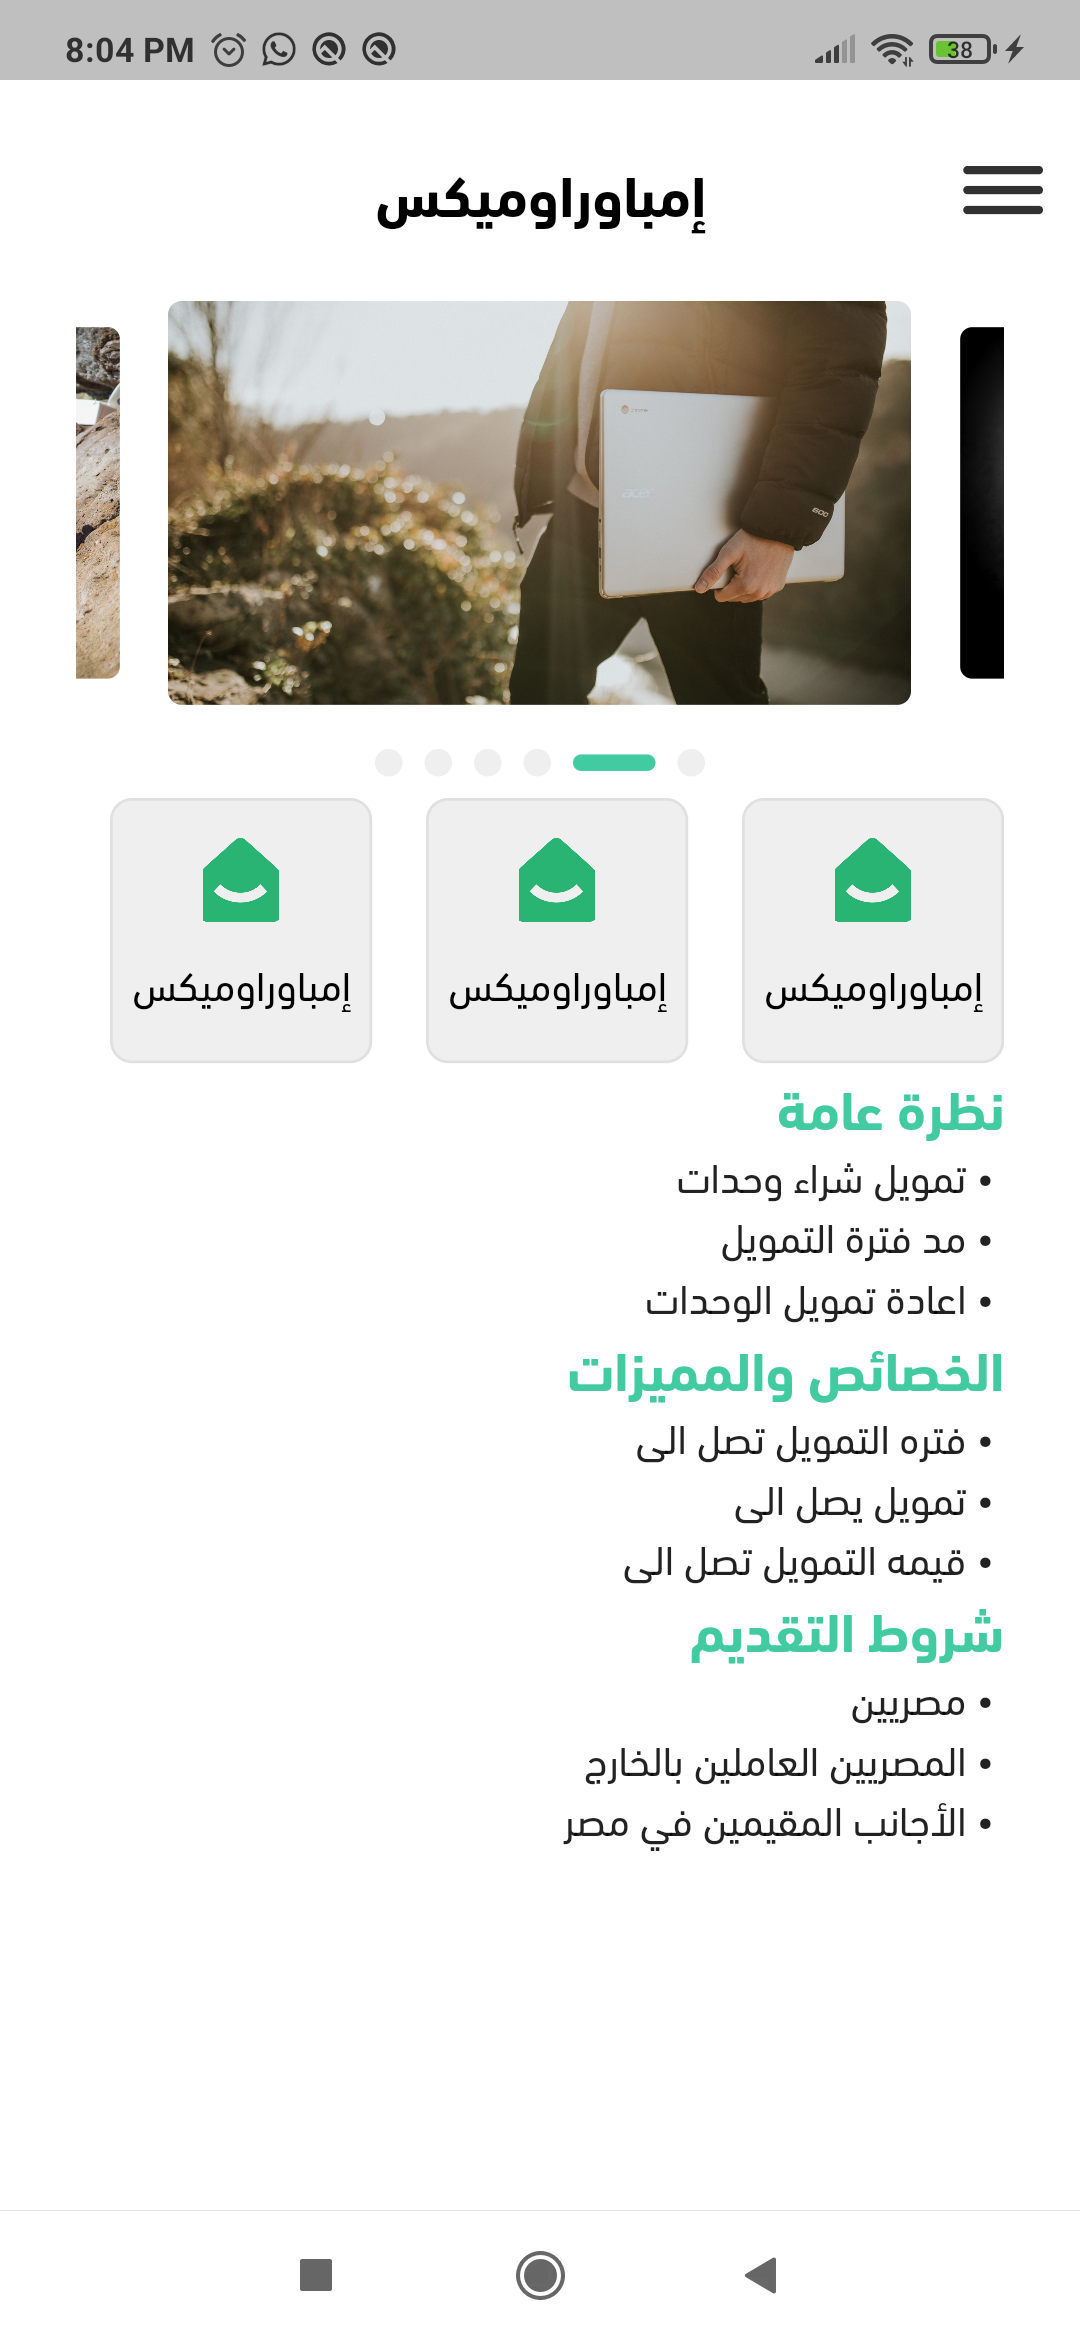 8:04 PM
38
إمباوراوميكس
acer
إمباوراوميكس
إمباوراوميكس
إمباوراوميكس
نظرة عامة
• تمويل شراء وحدات
• مد فترة التمويل
• اعادة تمويل الوحدات
الخصائص والمميزات
• فتره التمويل تصل الى
• تمويل يصل الى
• قيمه التمويل تصل الى
شروط التقديم
• مصريين
• المصريين العاملين بالخارج
• الأجانب المقيمين في مصر